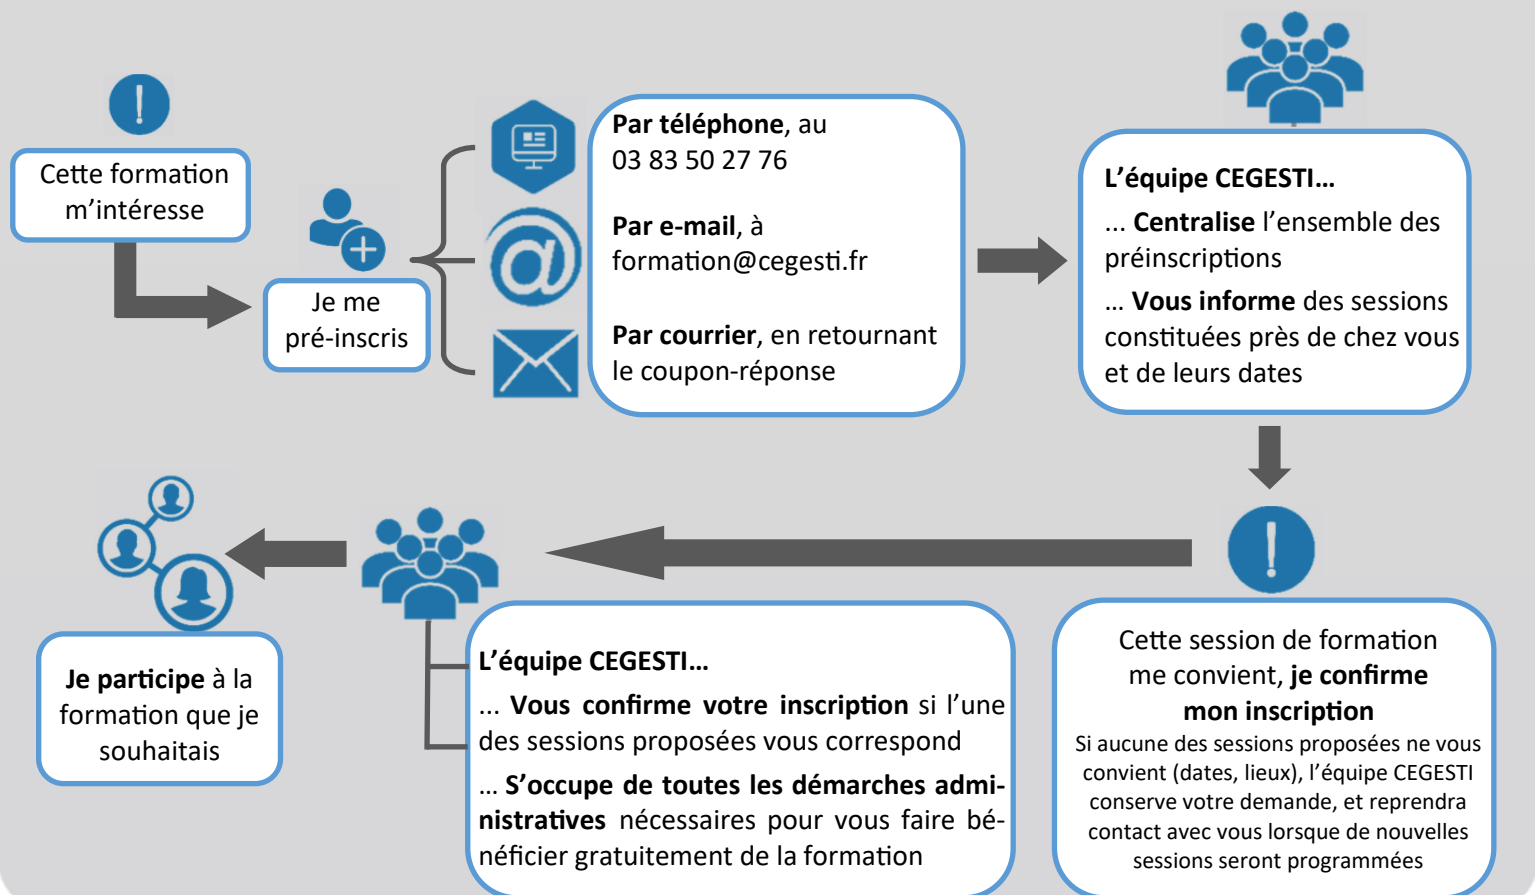 Cette formation
m’intéresse
Je me
pré-inscris
Par téléphone, au
03 83 50 27 76
Par e-mail, à
formation@cegesti.fr
Par courrier, en retournant
le coupon-réponse
L’équipe CEGESTI…
... Centralise l’ensemble des
préinscriptions
… Vous informe des sessions
constituées près de chez vous
et de leurs dates
Cette session de formation
me convient, je confirme
mon inscription
Si aucune des sessions proposées ne vous
convient (dates, lieux), l’équipe CEGESTI
conserve votre demande, et reprendra
contact avec vous lorsque de nouvelles
sessions seront programmées
L’équipe CEGESTI…
... Vous confirme votre inscription si l’une
des sessions proposées vous correspond
… S’occupe de toutes les démarches admi-
nistratives nécessaires pour vous faire bé-
néficier gratuitement de la formation
Je participe à la
formation que je
souhaitais